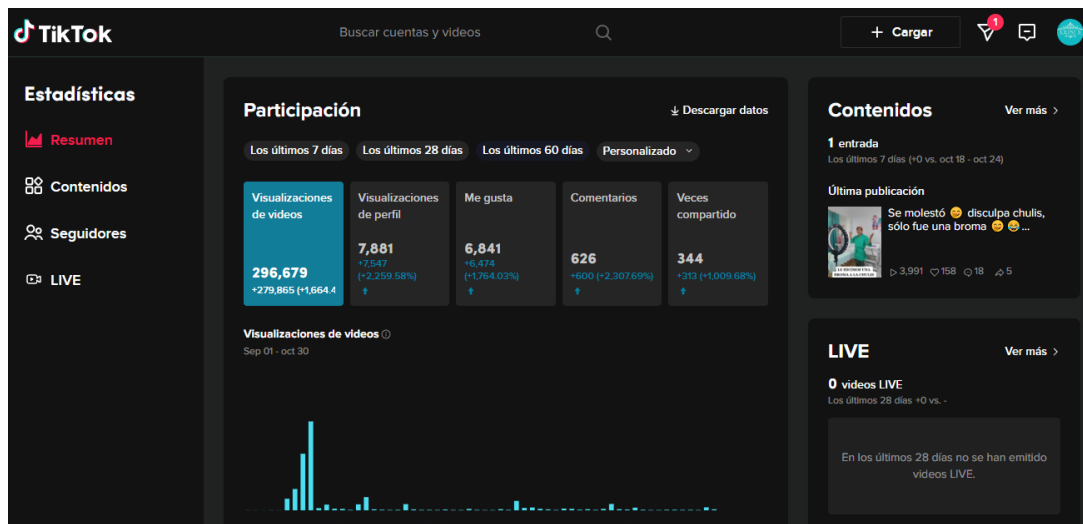 TikTok
Buscar cuentas y videos
+ Cargar
1
Estadísticas
Resumen
Contenidos
Seguidores
LIVE
Participación
Descargar datos
Los últimos 7 días
Los últimos 28 días
Los últimos 60 días
Personalizado
Visualizaciones
de videos
296,679
+279,865 (+1,664.4
Visualizaciones
de perfil
7,881
+7,547
(+2,259.58%)
Me gusta
6,841
+6,474
(+1,764.03%)
Comentarios
626
+600 (+2,307.69%)
Veces
compartido
344
+313 (+1,009.68%)
Visualizaciones de videos
Sep 01 - oct 30
Contenidos
Ver más >
1 entrada
Los últimos 7 días (+0 vs. oct 18 - oct 24)
Última publicación
Se molestó 😄 disculpa chulis,
sólo fue una broma 😄 😂 ...
3,991 158 18 5
LIVE
Ver más >
0 videos LIVE
Los últimos 28 días +0 vs. -
En los últimos 28 días no se han emitido
videos LIVE.